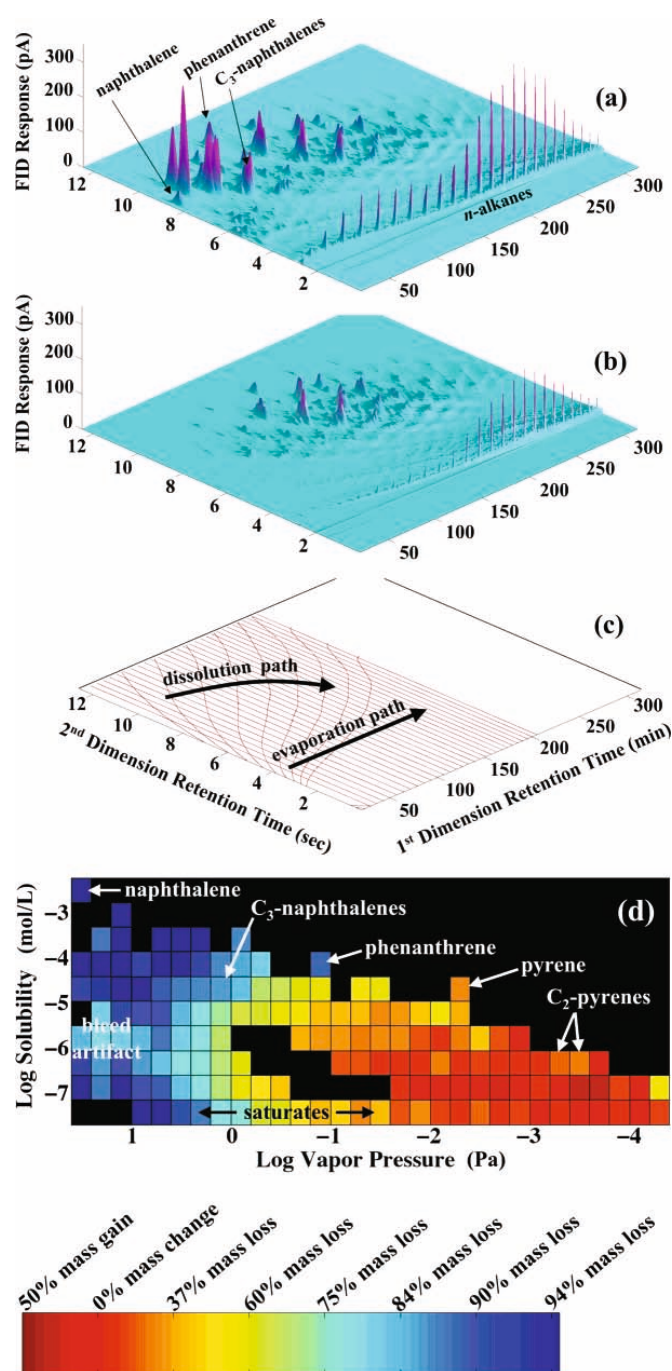 (a)
FID Response (pA)
300
200
100
0
naphthalene
phenanthrene
C3-naphthalenes
n-alkanes
12
10
8
6
4
2
50
100
150
200
250
300
(b)
FID Response (pA)
300
200
100
0
12
10
8
6
4
2
50
100
150
200
250
300
(c)
dissolution path
evaporation path
12
10
8
6
4
2
50
100
150
200
250
300
2nd Dimension Retention Time (sec)
1st Dimension Retention Time (min)
(d)
naphthalene
C3-naphthalenes
phenanthrene
pyrene
C2-pyrenes
bleed
artifact
saturates
Log Solubility (mol/L)
-3
-4
-5
-6
-7
1
0
-1
-2
-3
-4
Log Vapor Pressure (Pa)
50% mass gain
0% mass change
37% mass loss
60% mass loss
75% mass loss
84% mass loss
90% mass loss
94% mass loss